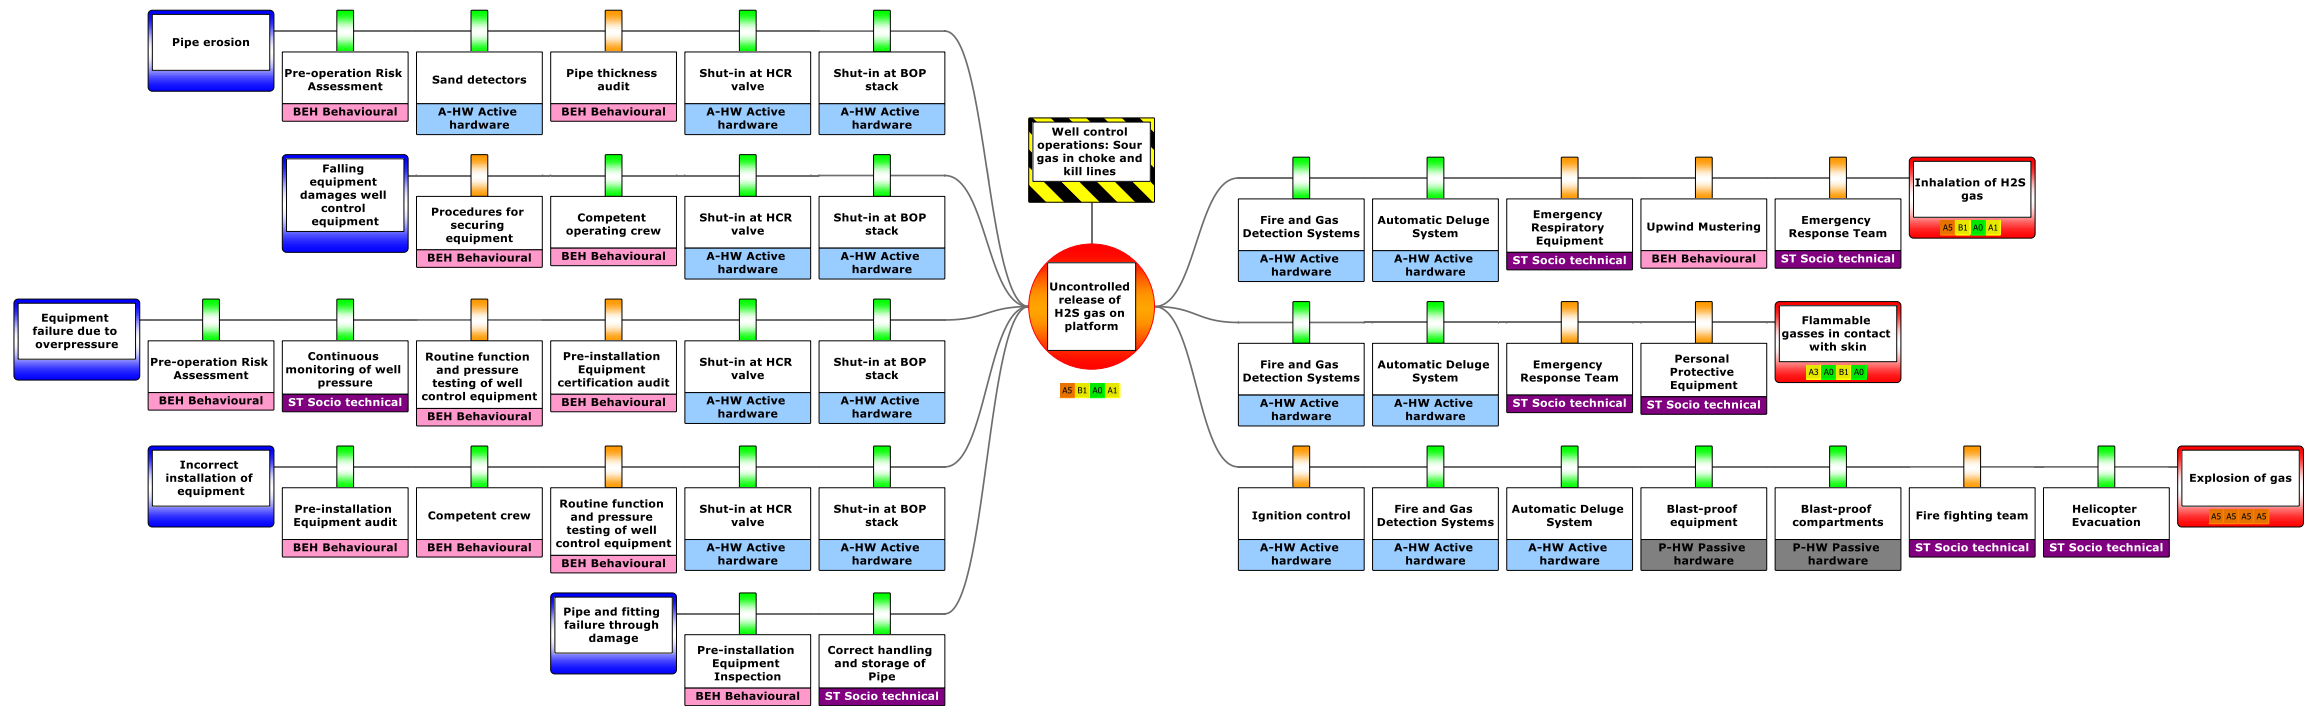 Pipe erosion
Pre-operation Risk
Assessment
BEH Behavioural
Sand detectors
A-HW Active
hardware
Pipe thickness
audit
BEH Behavioural
Shut-in at HCR
valve
A-HW Active
hardware
Shut-in at BOP
stack
A-HW Active
hardware
Falling
equipment
damages well
control
equipment
Procedures for
securing
equipment
BEH Behavioural
Competent
operating crew
BEH Behavioural
Shut-in at HCR
valve
A-HW Active
hardware
Shut-in at BOP
stack
A-HW Active
hardware
Equipment
failure due to
overpressure
Pre-operation Risk
Assessment
BEH Behavioural
Continuous
monitoring of well
pressure
ST Socio technical
Routine function
and pressure
testing of well
control equipment
BEH Behavioural
Pre-installation
Equipment
certification audit
BEH Behavioural
Shut-in at HCR
valve
A-HW Active
hardware
Shut-in at BOP
stack
A-HW Active
hardware
Incorrect
installation of
equipment
Pre-installation
Equipment audit
BEH Behavioural
Competent crew
BEH Behavioural
Routine function
and pressure
testing of well
control equipment
BEH Behavioural
Shut-in at HCR
valve
A-HW Active
hardware
Shut-in at BOP
stack
A-HW Active
hardware
Pipe and fitting
failure through
damage
Pre-installation
Equipment
Inspection
BEH Behavioural
Correct handling
and storage of
Pipe
ST Socio technical
Well control
operations: Sour
gas in choke and
kill lines
Uncontrolled
release of
H2S gas on
platform
A5 B1 A0 A1
Fire and Gas
Detection Systems
A-HW Active
hardware
Automatic Deluge
System
A-HW Active
hardware
Emergency
Respiratory
Equipment
ST Socio technical
Upwind Mustering
BEH Behavioural
Emergency
Response Team
ST Socio technical
Inhalation of H2S
gas
A5 B1 A0 A1
Fire and Gas
Detection Systems
A-HW Active
hardware
Automatic Deluge
System
A-HW Active
hardware
Emergency
Response Team
ST Socio technical
Personal
Protective
Equipment
ST Socio technical
Flammable
gasses in contact
with skin
A3 A0 B1 A0
Ignition control
A-HW Active
hardware
Fire and Gas
Detection Systems
A-HW Active
hardware
Automatic Deluge
System
A-HW Active
hardware
Blast-proof
equipment
P-HW Passive
hardware
Blast-proof
compartments
P-HW Passive
hardware
Fire fighting team
ST Socio technical
Helicopter
Evacuation
ST Socio technical
Explosion of gas
A5 A5 A5 A5